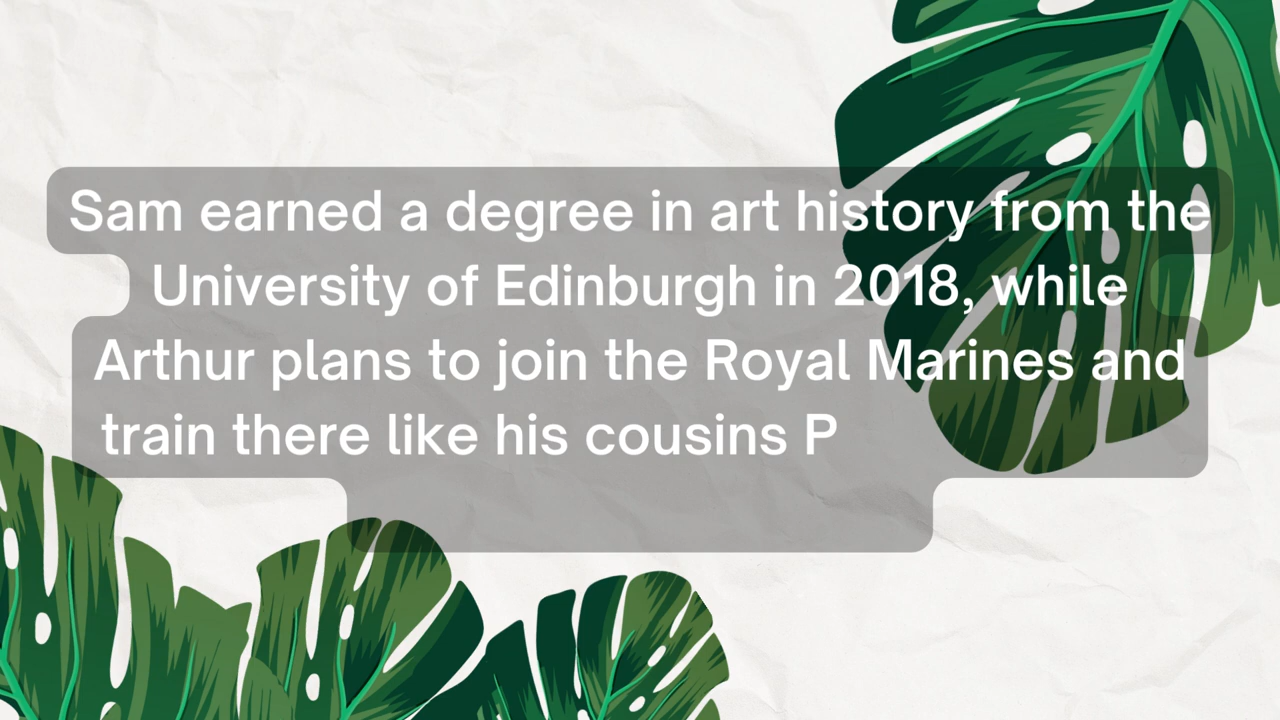 Sam earned a degree in art history from the
University of Edinburgh in 2018, while
Arthur plans to join the Royal Marines and
train there like his cousins P